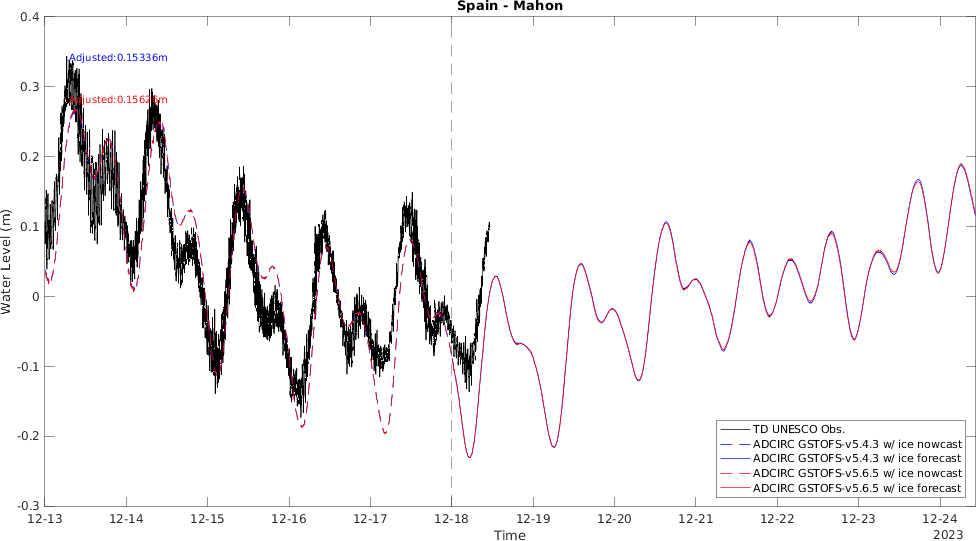 Spain - Mahon
0.4
0.3
0.2
0.1
0
-0.1
-0.2
-0.3
Water Level (m)
Adjusted:0.15336m
TD UNESCO Obs.
ADCIRC GSTOFS-v5.4.3 w/ ice nowcast
ADCIRC GSTOFS-v5.4.3 w/ ice forecast
ADCIRC GSTOFS-v5.6.5 w/ ice nowcast
ADCIRC GSTOFS-v5.6.5 w/ ice forecast
12-13 12-14 12-15 12-16 12-17 12-18 12-19 12-20 12-21 12-22 12-23 12-24
Time
2023